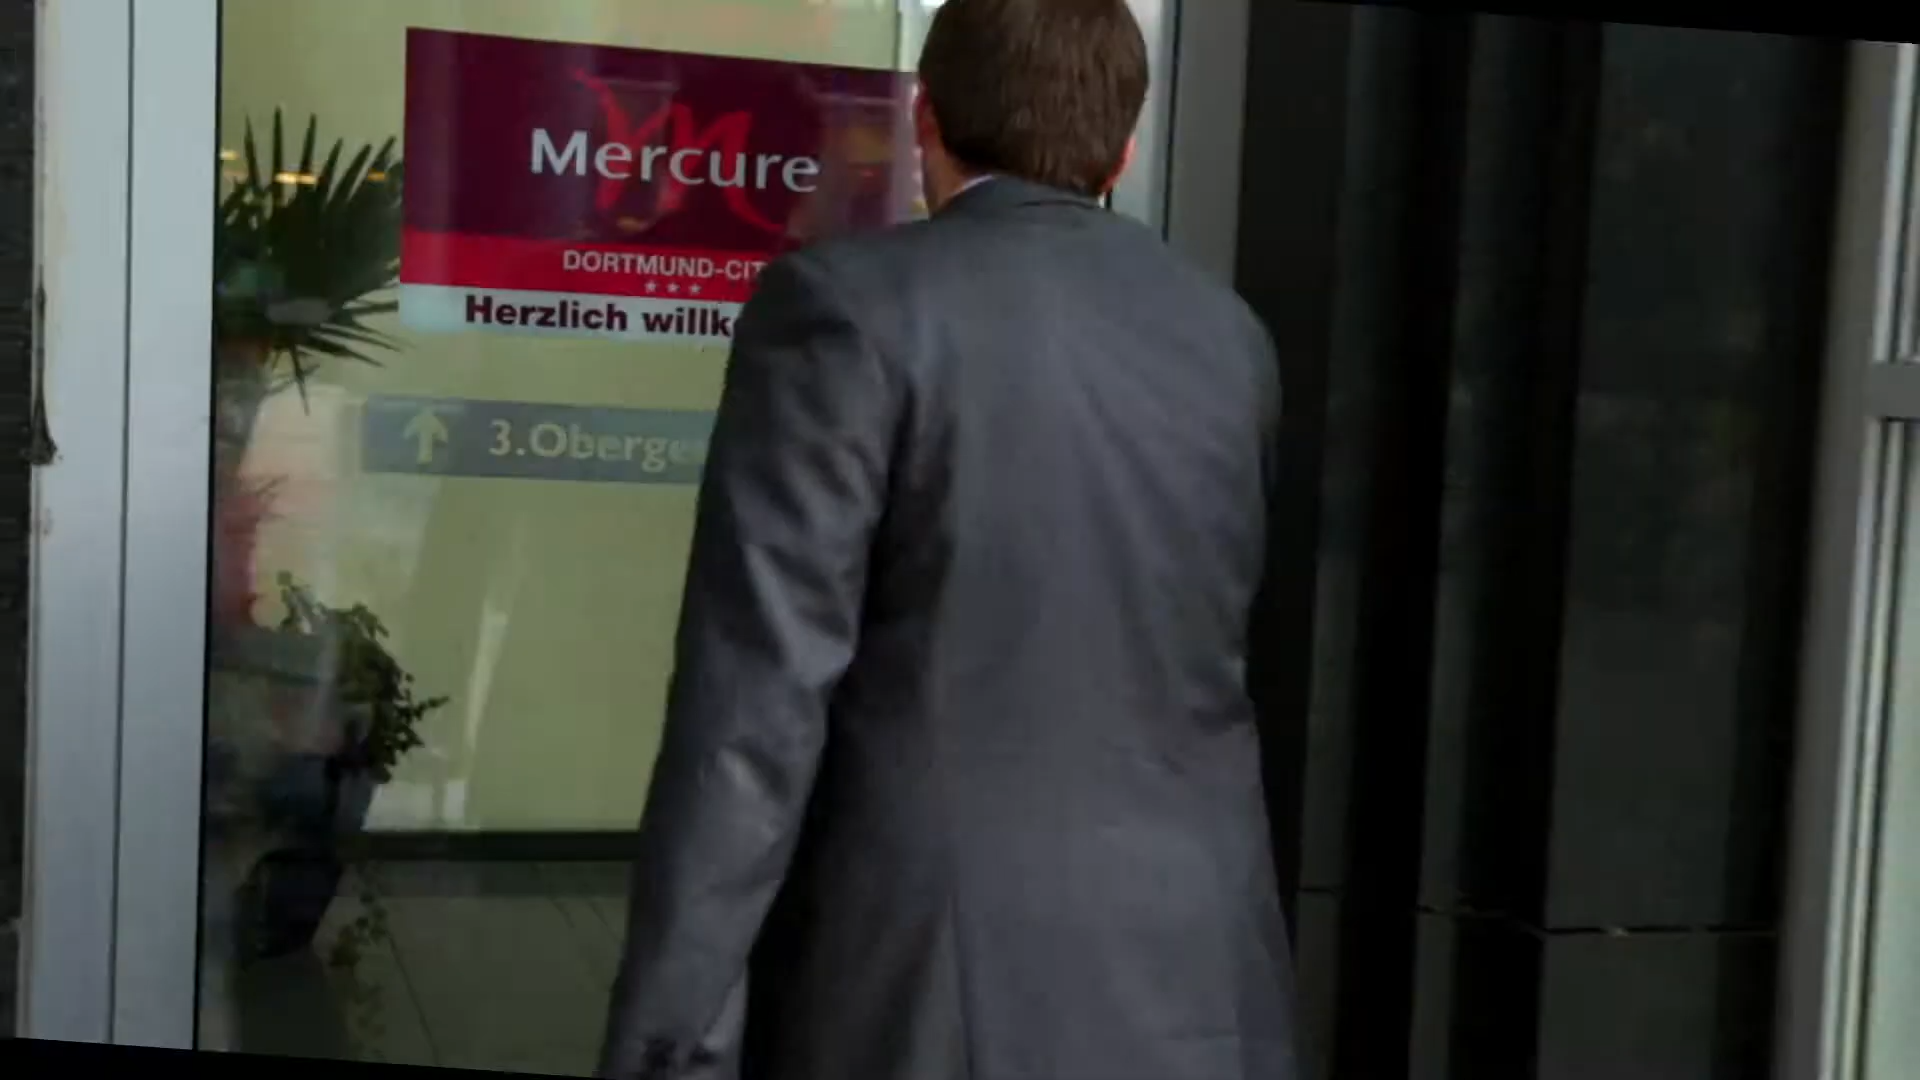 Mercure
DORTMUND-CIT
★★★
Herzlich willk
↑ 3.Oberge